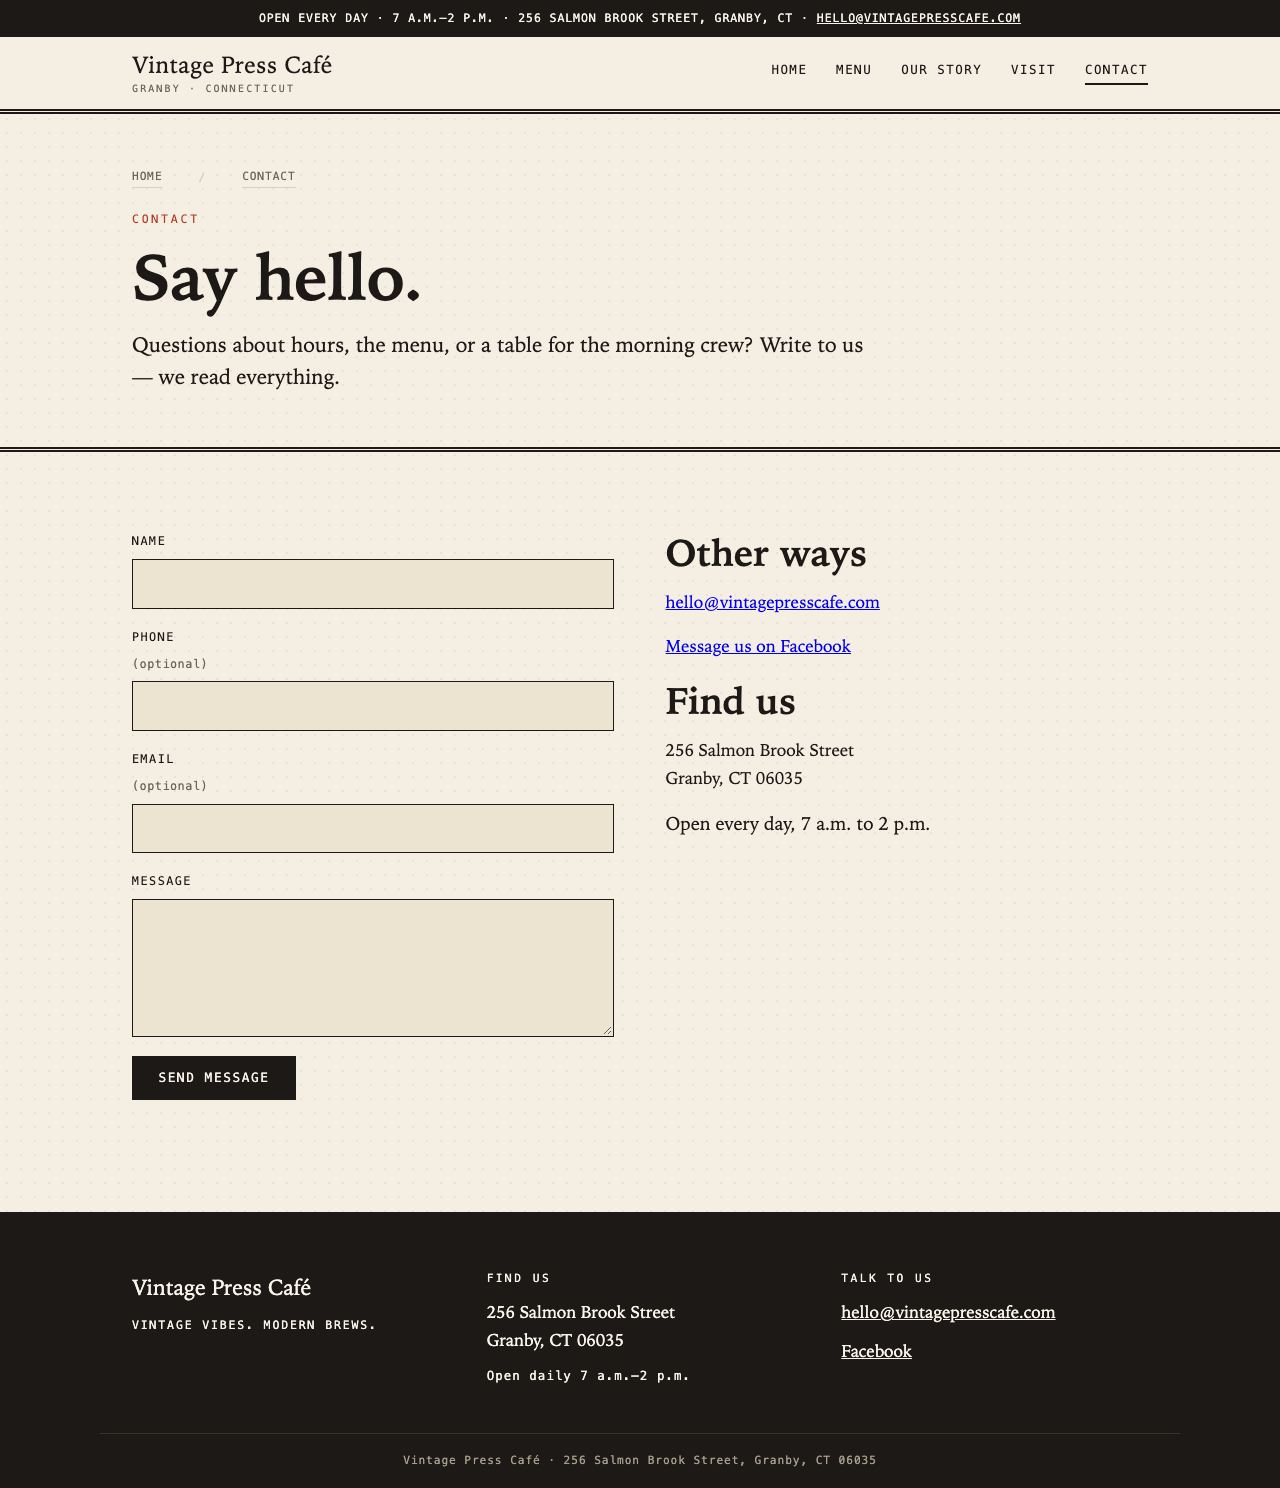 OPEN EVERY DAY · 7 A.M.–2 P.M. · 256 SALMON BROOK STREET, GRANBY, CT · HELLO@VINTAGEPRESSCAFE.COM
Vintage Press Café
GRANBY · CONNECTICUT
HOME MENU OUR STORY VISIT CONTACT
HOME / CONTACT
CONTACT
Say hello.
Questions about hours, the menu, or a table for the morning crew? Write to us
— we read everything.
NAME
PHONE
(optional)
EMAIL
(optional)
MESSAGE
SEND MESSAGE
Other ways
hello@vintagepresscafe.com
Message us on Facebook
Find us
256 Salmon Brook Street
Granby, CT 06035
Open every day, 7 a.m. to 2 p.m.
Vintage Press Café
VINTAGE VIBES. MODERN BREWS.
FIND US
256 Salmon Brook Street
Granby, CT 06035
Open daily 7 a.m.–2 p.m.
TALK TO US
hello@vintagepresscafe.com
Facebook
Vintage Press Café · 256 Salmon Brook Street, Granby, CT 06035